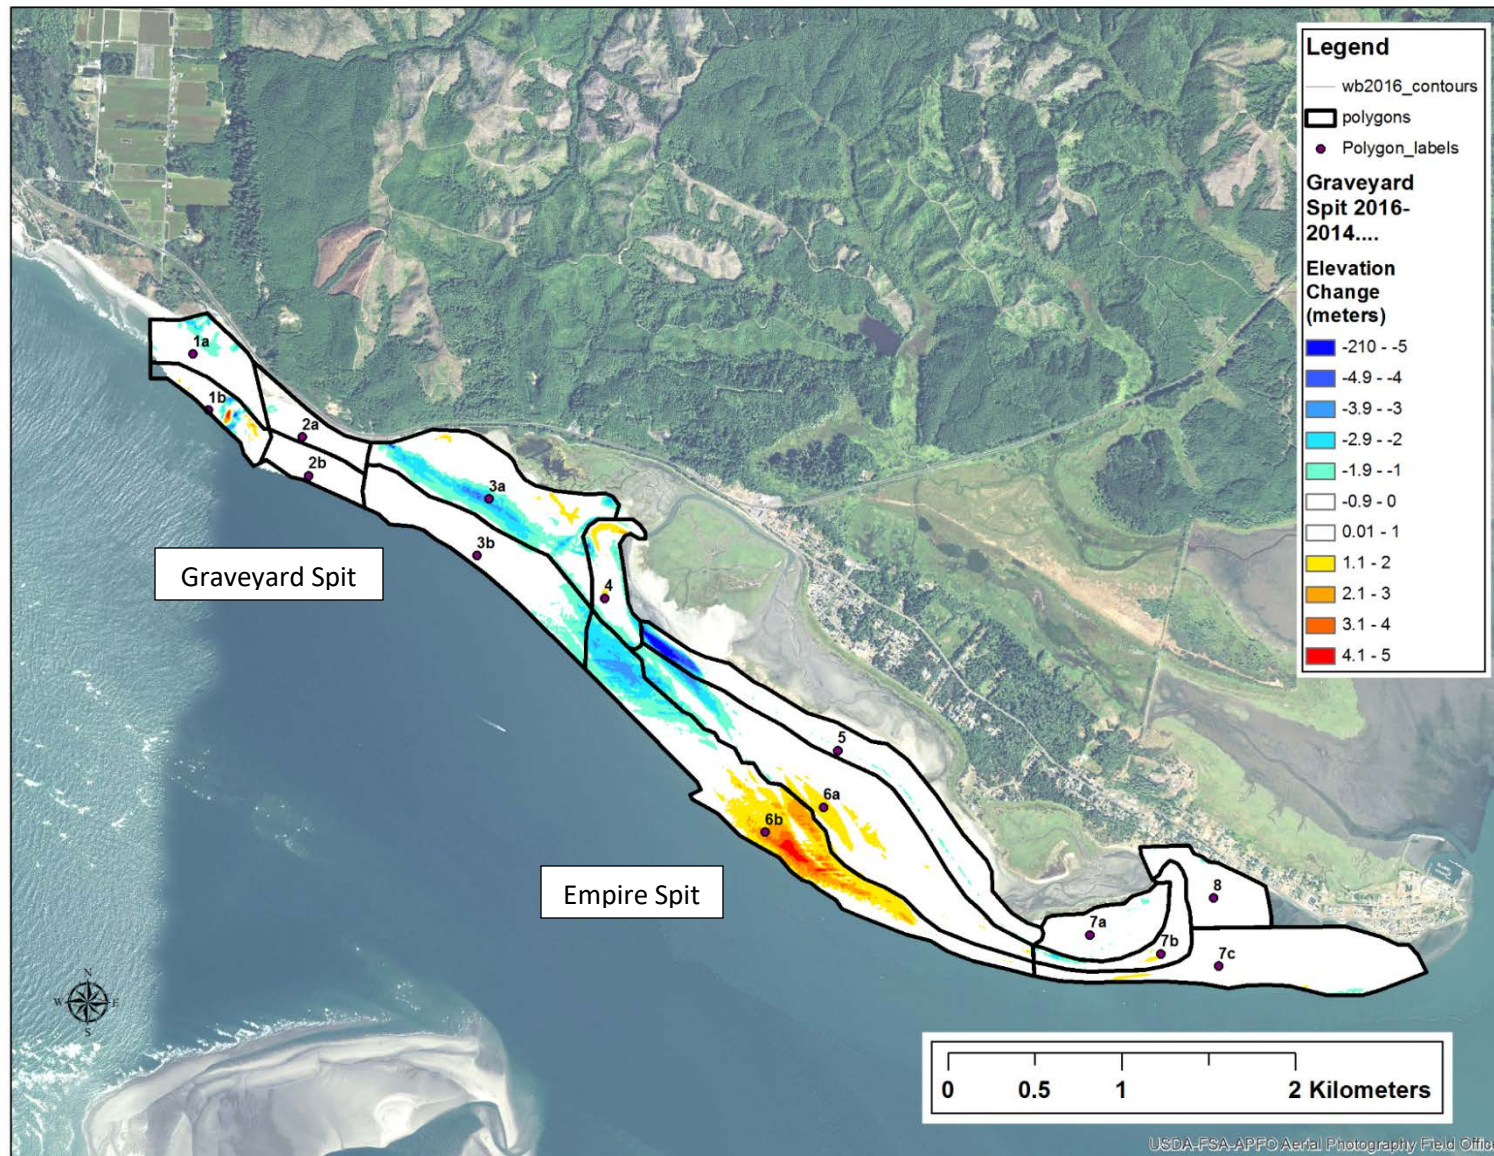 Legend
wb2016_contours
polygons
Polygon_labels
Graveyard
Spit 2016-
2014....
Elevation
Change
(meters)
-210 - -5
-4.9 - -4
-3.9 - -3
-2.9 - -2
-1.9 - -1
-0.9 - 0
0.01 - 1
1.1 - 2
2.1 - 3
3.1 - 4
4.1 - 5
1a
1b
2a
2b
3a
3b
Graveyard Spit
4
5
6a
6b
Empire Spit
8
7a
7b
7c
N
W E
S
0 0.5 1 2 Kilometers
USDA-FSA-APFO Aerial Photography Field Offic